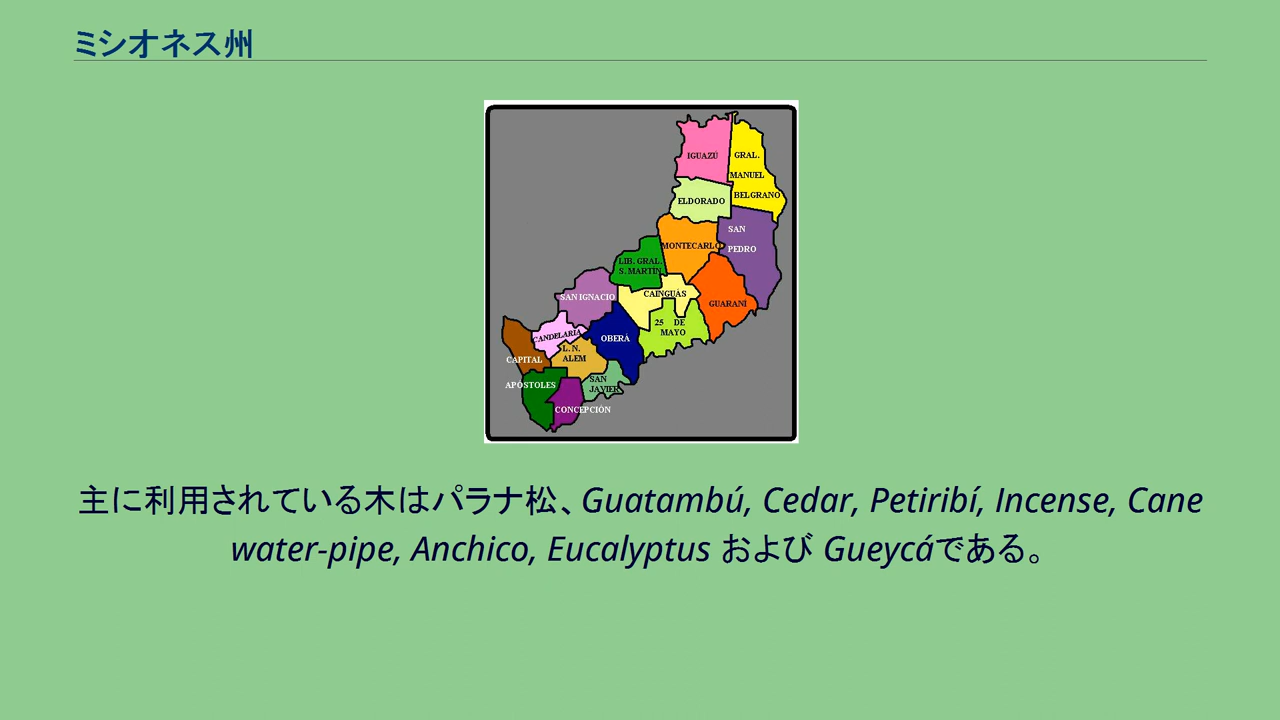 ミシオネス州
IGUAZÚ
GRAL.
MANUEL
BELGRANO
ELDORADO
SAN
PEDRO
MONTECARLO
LIB. GRAL.
S. MARTIN
CAINGUÁS
SAN IGNACIO
GUARANI
25 DE
MAYO
CANDELARIA
OBERÁ
L. N.
ALEM
CAPITAL
SAN
JAVIER
APOSTOLES
CONCEPCIÓN
主に利用されている木はパラナ松、Guatambú, Cedar, Petiribí, Incense, Cane
water-pipe, Anchico, Eucalyptus および Gueycáである。